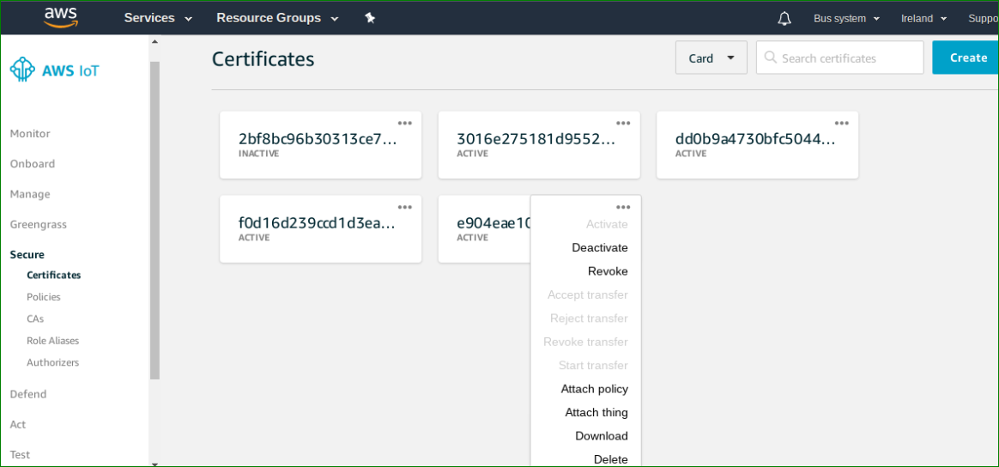 aws Services Resource Groups Bus system Ireland Suppo
AWS IoT
Monitor
Onboard
Manage
Greengrass
Secure
Certificates
Policies
CAs
Role Aliases
Authorizers
Defend
Act
Test
Certificates
Card Search certificates Create
2bf8bc96b30313ce7...
INACTIVE
3016e275181d9552...
ACTIVE
dd0b9a4730bfc5044...
ACTIVE
f0d16d239ccd1d3ea...
ACTIVE
e904eae10
ACTIVE
Activate
Deactivate
Revoke
Accept transfer
Reject transfer
Revoke transfer
Start transfer
Attach policy
Attach thing
Download
Delete